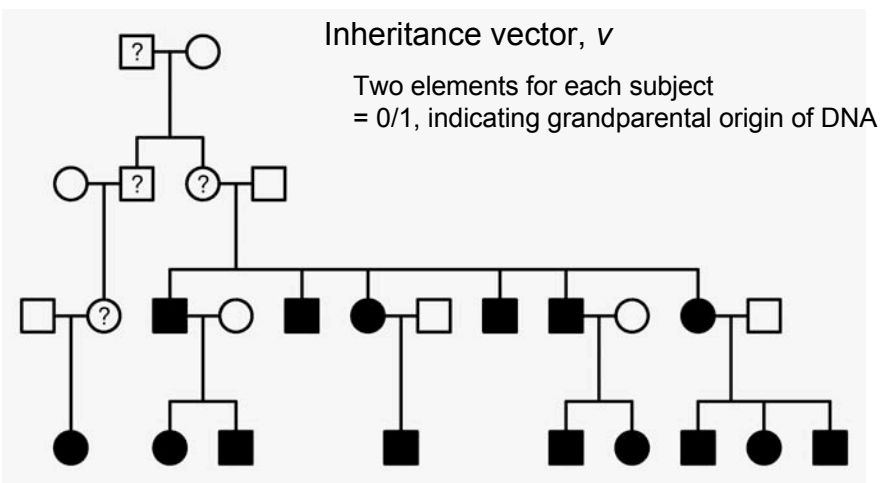 Inheritance vector, v
Two elements for each subject
= 0/1, indicating grandparental origin of DNA
?
? ?
?